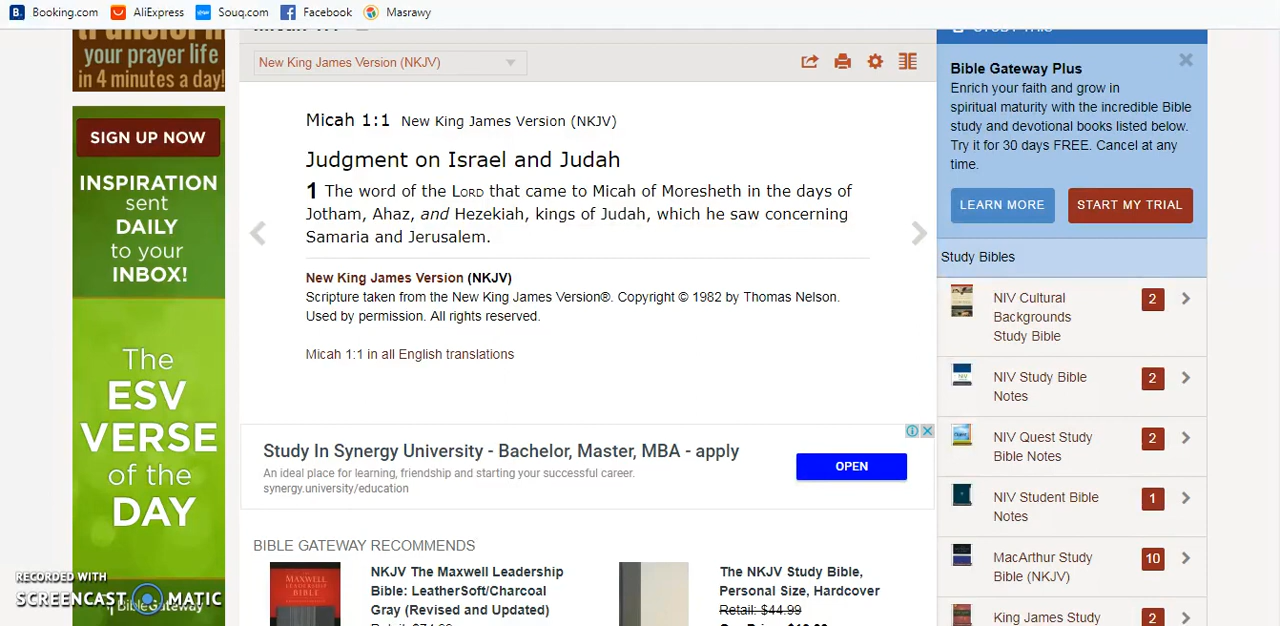 Booking.com AliExpress Souq.com Facebook Masrawy
your prayer life
in 4 minutes a day!
SIGN UP NOW
INSPIRATION
sent
DAILY
to your
INBOX!
The
ESV
VERSE
of the
DAY
BibleGateway
RECORDED WITH
SCREENCAST MATIC
New King James Version (NKJV)
Micah 1:1 New King James Version (NKJV)
Judgment on Israel and Judah
1 The word of the LORD that came to Micah of Moresheth in the days of
Jotham, Ahaz, and Hezekiah, kings of Judah, which he saw concerning
Samaria and Jerusalem.
New King James Version (NKJV)
Scripture taken from the New King James Version®. Copyright © 1982 by Thomas Nelson.
Used by permission. All rights reserved.
Micah 1:1 in all English translations
Study In Synergy University - Bachelor, Master, MBA - apply
An ideal place for learning, friendship and starting your successful career.
synergy.university/education
OPEN
BIBLE GATEWAY RECOMMENDS
MAXWELL
LEADERSHIP
BIBLE
NKJV The Maxwell Leadership
Bible: LeatherSoft/Charcoal
Gray (Revised and Updated)
The NKJV Study Bible,
Personal Size, Hardcover
Retail: $44.99
Bible Gateway Plus
Enrich your faith and grow in
spiritual maturity with the incredible Bible
study and devotional books listed below.
Try it for 30 days FREE. Cancel at any
time.
LEARN MORE
START MY TRIAL
Study Bibles
NIV Cultural
Backgrounds
Study Bible
2
NIV Study Bible
Notes
2
NIV Quest Study
Bible Notes
2
NIV Student Bible
Notes
1
MacArthur Study
Bible (NKJV)
10
King James Study
2